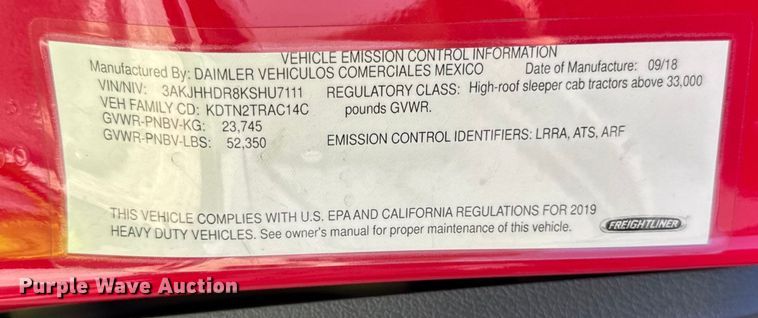 VEHICLE EMISSION CONTROL INFORMATION
Manufactured By: DAIMLER VEHICULOS COMERCIALES MEXICO Date of Manufacture: 09/18
VIN/NIV: 3AKJHHDR8KSHU7111 REGULATORY CLASS: High-roof sleeper cab tractors above 33,000
VEH FAMILY CD: KDTN2TRAC14C pounds GVWR.
GVWR-PNBV-KG: 23,745
GVWR-PNBV-LBS: 52,350 EMISSION CONTROL IDENTIFIERS: LRRA, ATS, ARF
THIS VEHICLE COMPLIES WITH U.S. EPA AND CALIFORNIA REGULATIONS FOR 2019
HEAVY DUTY VEHICLES. See owner's manual for proper maintenance of this vehicle.
FREIGHTLINER
Purple Wave Auction